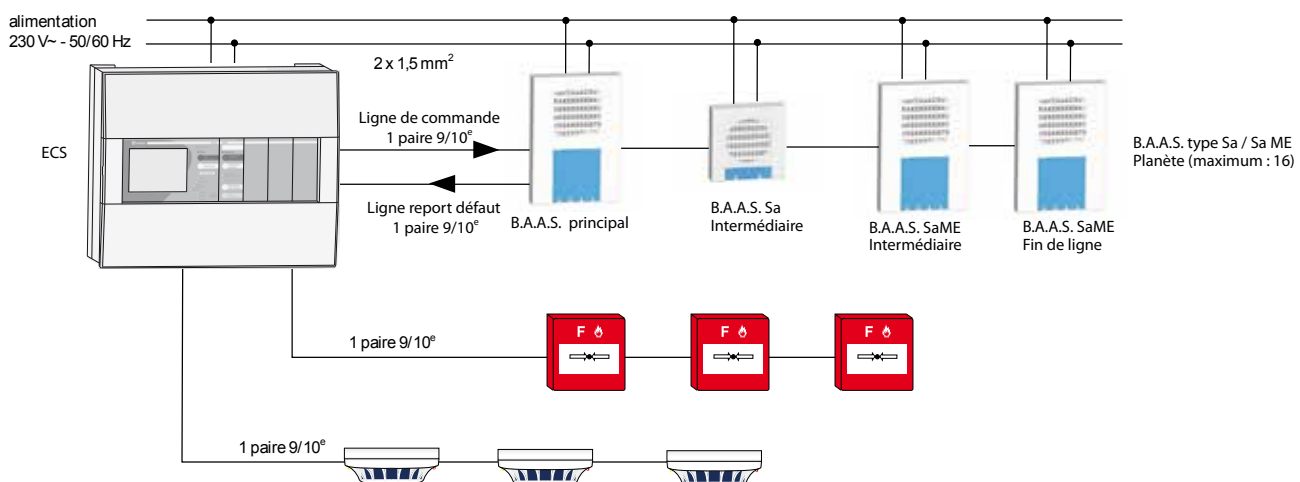 alimentation
230 V~ - 50/60 Hz
2 x 1,5 mm²
Ligne de commande
1 paire 9/10e
ECS
Ligne report défaut
1 paire 9/10e
B.A.A.S. principal
B.A.A.S. Sa
Intermédiaire
B.A.A.S. SaME
Intermédiaire
B.A.A.S. SaME
Fin de ligne
B.A.A.S. type Sa / Sa ME
Planète (maximum : 16)
1 paire 9/10e
F
F
F
1 paire 9/10e